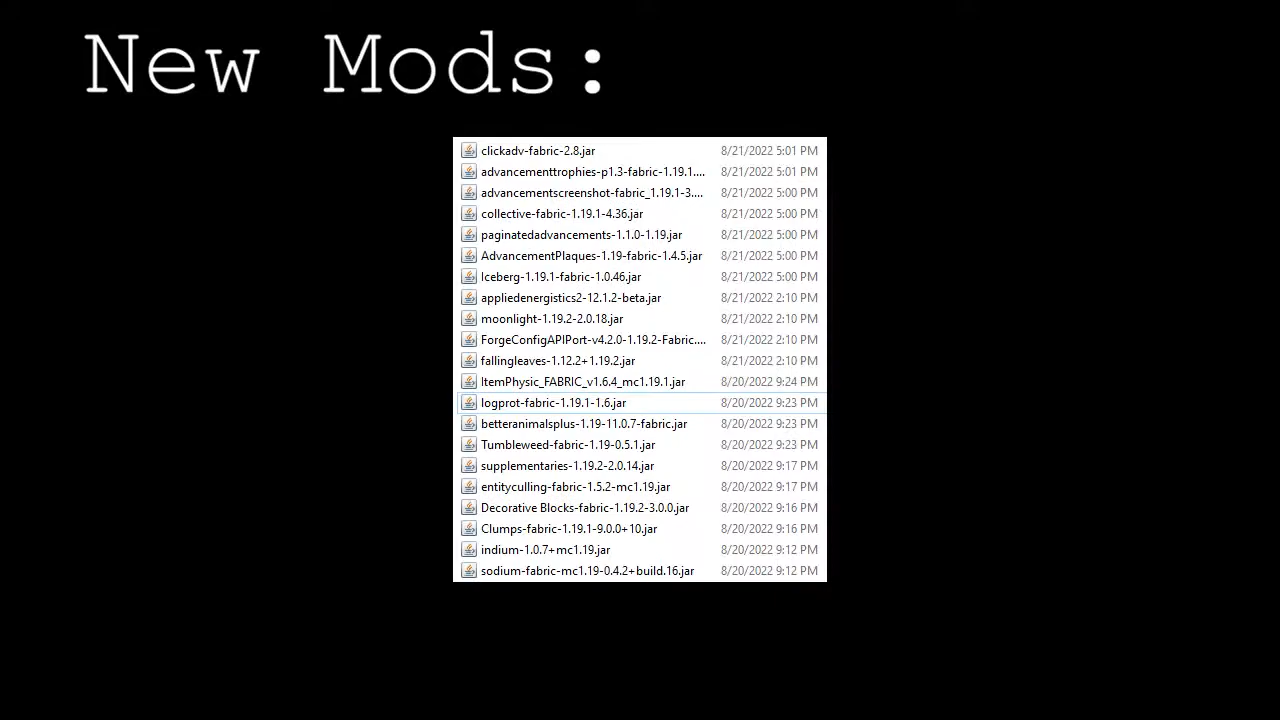 New Mods:
clickadv-fabric-2.8.jar 8/21/2022 5:01 PM
advancementtrophies-p1.3-fabric-1.19.1.... 8/21/2022 5:01 PM
advancementscreenshot-fabric_1.19.1-3.... 8/21/2022 5:00 PM
collective-fabric-1.19.1-4.36.jar 8/21/2022 5:00 PM
paginatedadvancements-1.1.0-1.19.jar 8/21/2022 5:00 PM
AdvancementPlaques-1.19-fabric-1.4.5.jar 8/21/2022 5:00 PM
Iceberg-1.19.1-fabric-1.0.46.jar 8/21/2022 5:00 PM
appliedenergistics2-12.1.2-beta.jar 8/21/2022 2:10 PM
moonlight-1.19.2-2.0.18.jar 8/21/2022 2:10 PM
ForgeConfigAPIPort-v4.2.0-1.19.2-Fabric.... 8/21/2022 2:10 PM
fallingleaves-1.12.2+1.19.2.jar 8/21/2022 2:10 PM
ItemPhysic_FABRIC_v1.6.4_mc1.19.1.jar 8/20/2022 9:24 PM
logprot-fabric-1.19.1-1.6.jar 8/20/2022 9:23 PM
betteranimalsplus-1.19-11.0.7-fabric.jar 8/20/2022 9:23 PM
Tumbleweed-fabric-1.19-0.5.1.jar 8/20/2022 9:23 PM
supplementaries-1.19.2-2.0.14.jar 8/20/2022 9:17 PM
entityculling-fabric-1.5.2-mc1.19.jar 8/20/2022 9:17 PM
Decorative Blocks-fabric-1.19.2-3.0.0.jar 8/20/2022 9:16 PM
Clumps-fabric-1.19.1-9.0.0+10.jar 8/20/2022 9:16 PM
indium-1.0.7+mc1.19.jar 8/20/2022 9:12 PM
sodium-fabric-mc1.19-0.4.2+build.16.jar 8/20/2022 9:12 PM